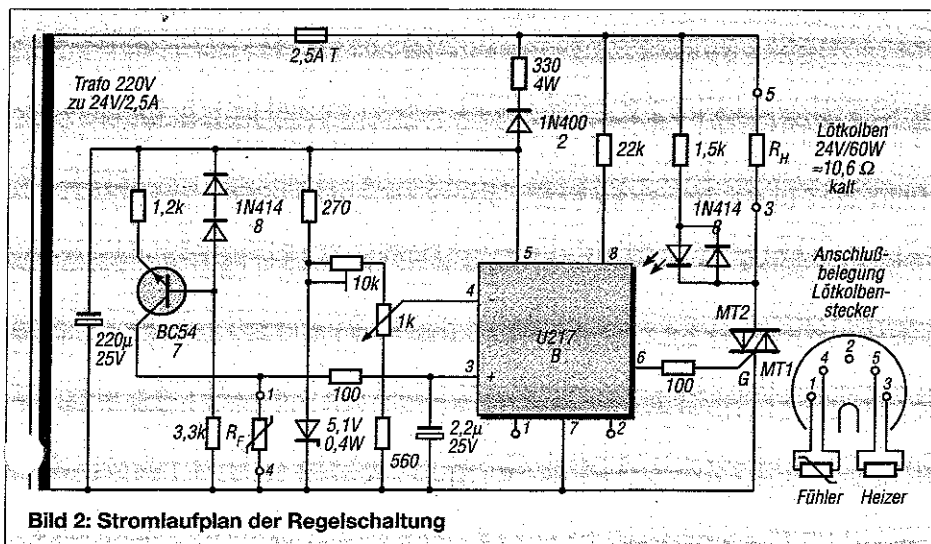 2,5A T
Trafo 220V
zu 24V/2,5A
330
4W
1N400
2
22k
1,5k
5
R_H
3
Lötkolben
24V/60W
≈10,6 Ω
kalt
1,2k
1N414
8
270
10k
1k
BC54
7
220µ
25V
3,3k
1
R_F
4
100
5,1V
0,4W
560
2,2µ
25V
5
8
4
-
3
+
U217
B
6
1
7
2
100
1N414
8
MT2
MT1
G
Anschluß-
belegung
Lötkolben-
stecker
2
4
5
1
3
Fühler
Heizer
Bild 2: Stromlaufplan der Regelschaltung